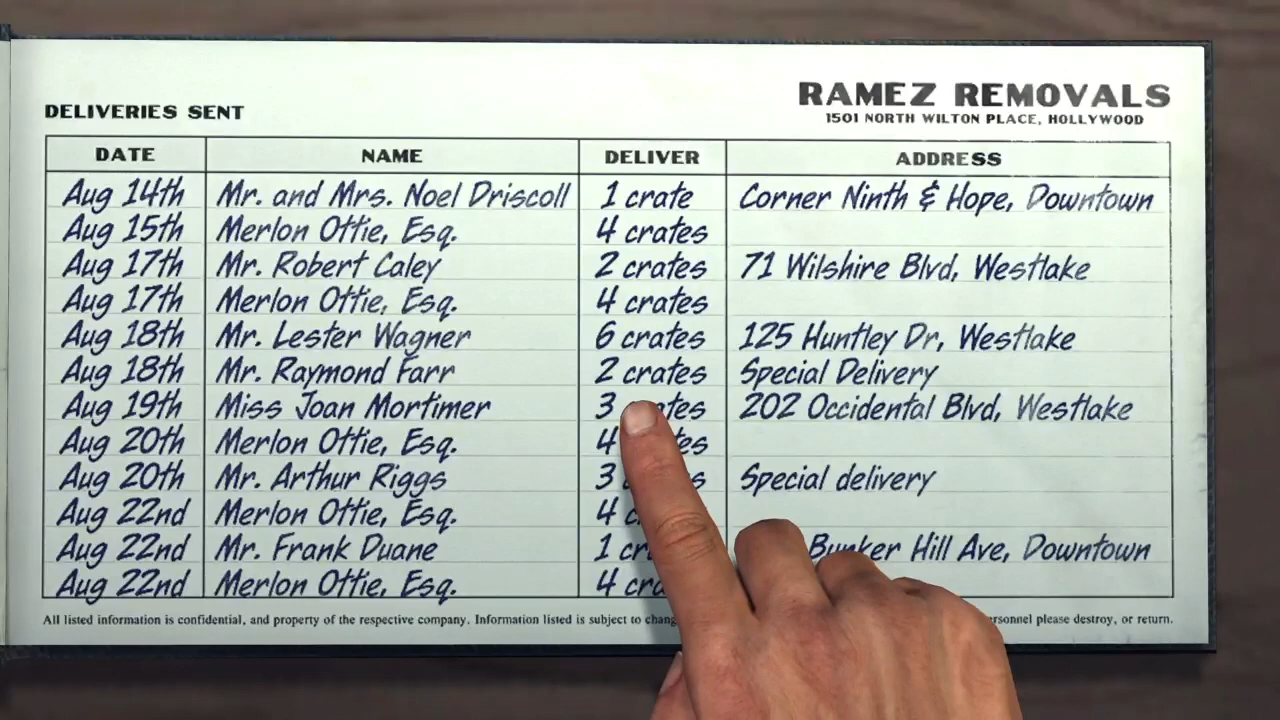 RAMEZ REMOVALS
1501 NORTH WILTON PLACE, HOLLYWOOD
DELIVERIES SENT
DATE NAME DELIVER ADDRESS
Aug 14th Mr. and Mrs. Noel Driscoll 1 crate Corner Ninth & Hope, Downtown
Aug 15th Merlon Ottie, Esq. 4 crates
Aug 17th Mr. Robert Caley 2 crates 71 Wilshire Blvd, Westlake
Aug 17th Merlon Ottie, Esq. 4 crates
Aug 18th Mr. Lester Wagner 6 crates 125 Huntley Dr, Westlake
Aug 18th Mr. Raymond Farr 2 crates Special Delivery
Aug 19th Miss Joan Mortimer 3 202 Occidental Blvd, Westlake
Aug 20th Merlon Ottie, Esq. 4
Aug 20th Mr. Arthur Riggs 3 Special delivery
Aug 22nd Merlon Ottie, Esq. 4
Aug 22nd Mr. Frank Duane 1 Bunker Hill Ave, Downtown
Aug 22nd Merlon Ottie, Esq. 4
All listed information is confidential, and property of the respective company. Information listed is subject to please destroy, or return.